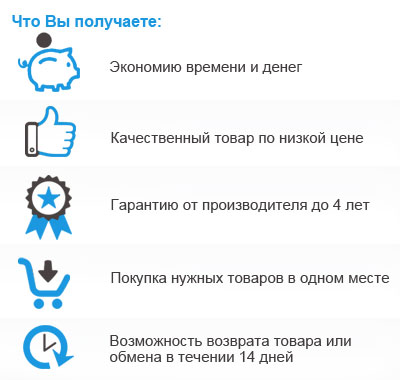 Что Вы получаете:
Экономию времени и денег
Качественный товар по низкой цене
Гарантию от производителя до 4 лет
Покупка нужных товаров в одном месте
Возможность возврата товара или
обмена в течении 14 дней